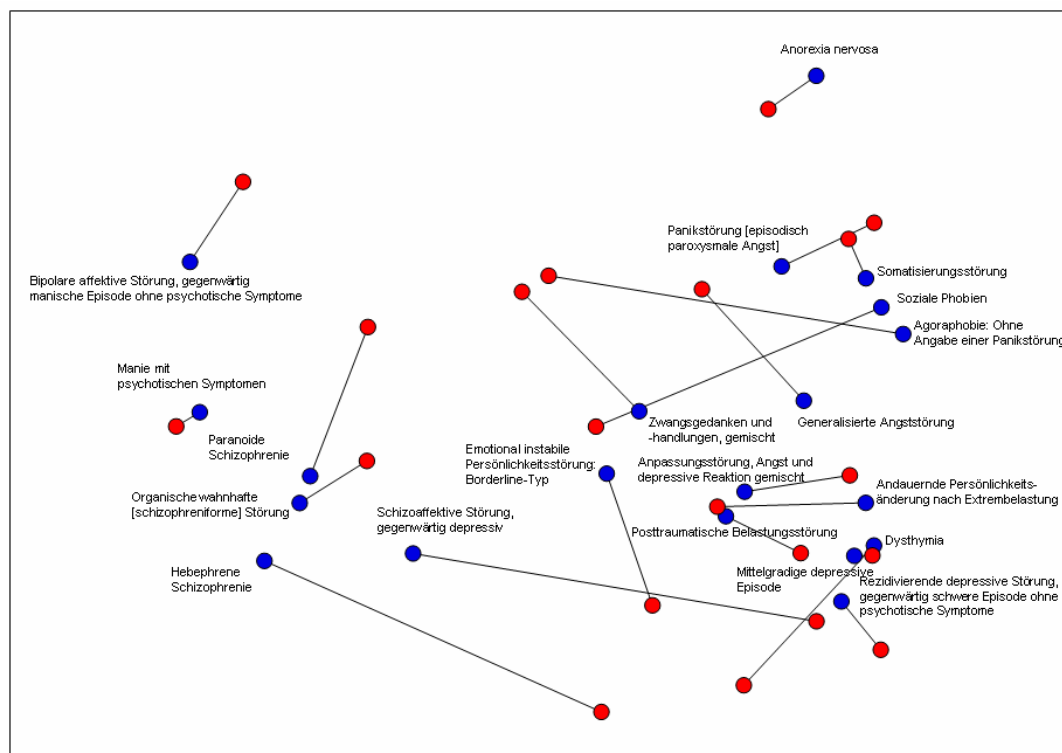 Anorexia nervosa
Panikstörung [episodisch
paroxysmale Angst]
Somatisierungsstörung
Bipolare affektive Störung, gegenwärtig
manische Episode ohne psychotische Symptome
Soziale Phobien
Agoraphobie: Ohne
Angabe einer Panikstörung
Manie mit
psychotischen Symptomen
Zwangsgedanken und
-handlungen, gemischt
Generalisierte Angststörung
Paranoide
Schizophrenie
Emotional instabile
Persönlichkeitsstörung:
Borderline-Typ
Anpassungsstörung, Angst und
depressive Reaktion gemischt
Andauernde Persönlichkeits-
änderung nach Extrembelastung
Organische wahnhafte
[schizophreniforme] Störung
Schizoaffektive Störung,
gegenwärtig depressiv
Posttraumatische Belastungsstörung
Dysthymia
Hebephrene
Schizophrenie
Mittelgradige depressive
Episode
Rezidivierende depressive Störung,
gegenwärtig schwere Episode ohne
psychotische Symptome